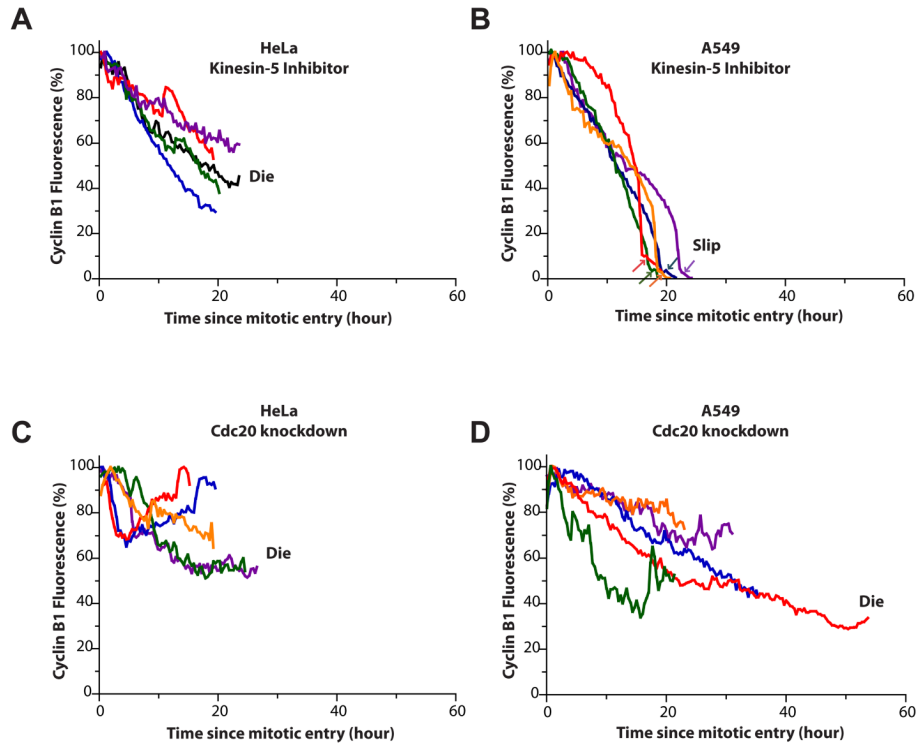 A
HeLa
Kinesin-5 Inhibitor
Cyclin B1 Fluorescence (%)
100
80
60
40
20
0
Die
0
20
40
60
Time since mitotic entry (hour)
B
A549
Kinesin-5 Inhibitor
Cyclin B1 Fluorescence (%)
100
80
60
40
20
0
Slip
0
20
40
60
Time since mitotic entry (hour)
C
HeLa
Cdc20 knockdown
Cyclin B1 Fluorescence (%)
100
80
60
40
20
0
Die
0
20
40
60
Time since mitotic entry (hour)
D
A549
Cdc20 knockdown
Cyclin B1 Fluorescence (%)
100
80
60
40
20
0
Die
0
20
40
60
Time since mitotic entry (hour)